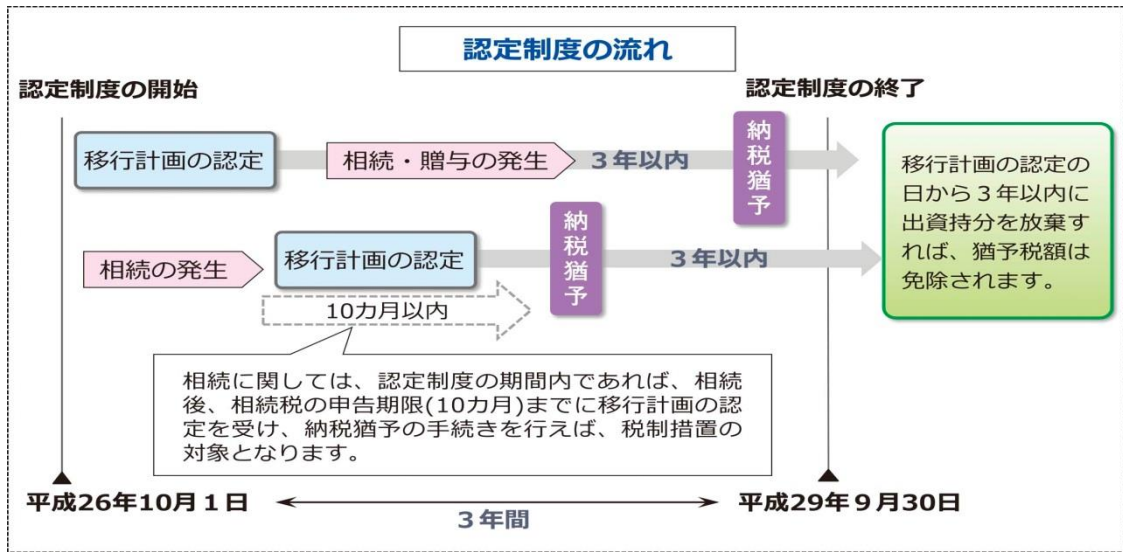 認定制度の流れ
認定制度の開始
認定制度の終了
移行計画の認定
相続・贈与の発生
３年以内
納税猶予
移行計画の認定の
日から３年以内に
出資持分を放棄す
れば、猶予税額は
免除されます。
相続の発生
移行計画の認定
納税猶予
３年以内
10カ月以内
相続に関しては、認定制度の期間内であれば、相続
後、相続税の申告期限(10カ月)までに移行計画の認
定を受け、納税猶予の手続きを行えば、税制措置の
対象となります。
平成26年10月１日
平成29年９月30日
３年間